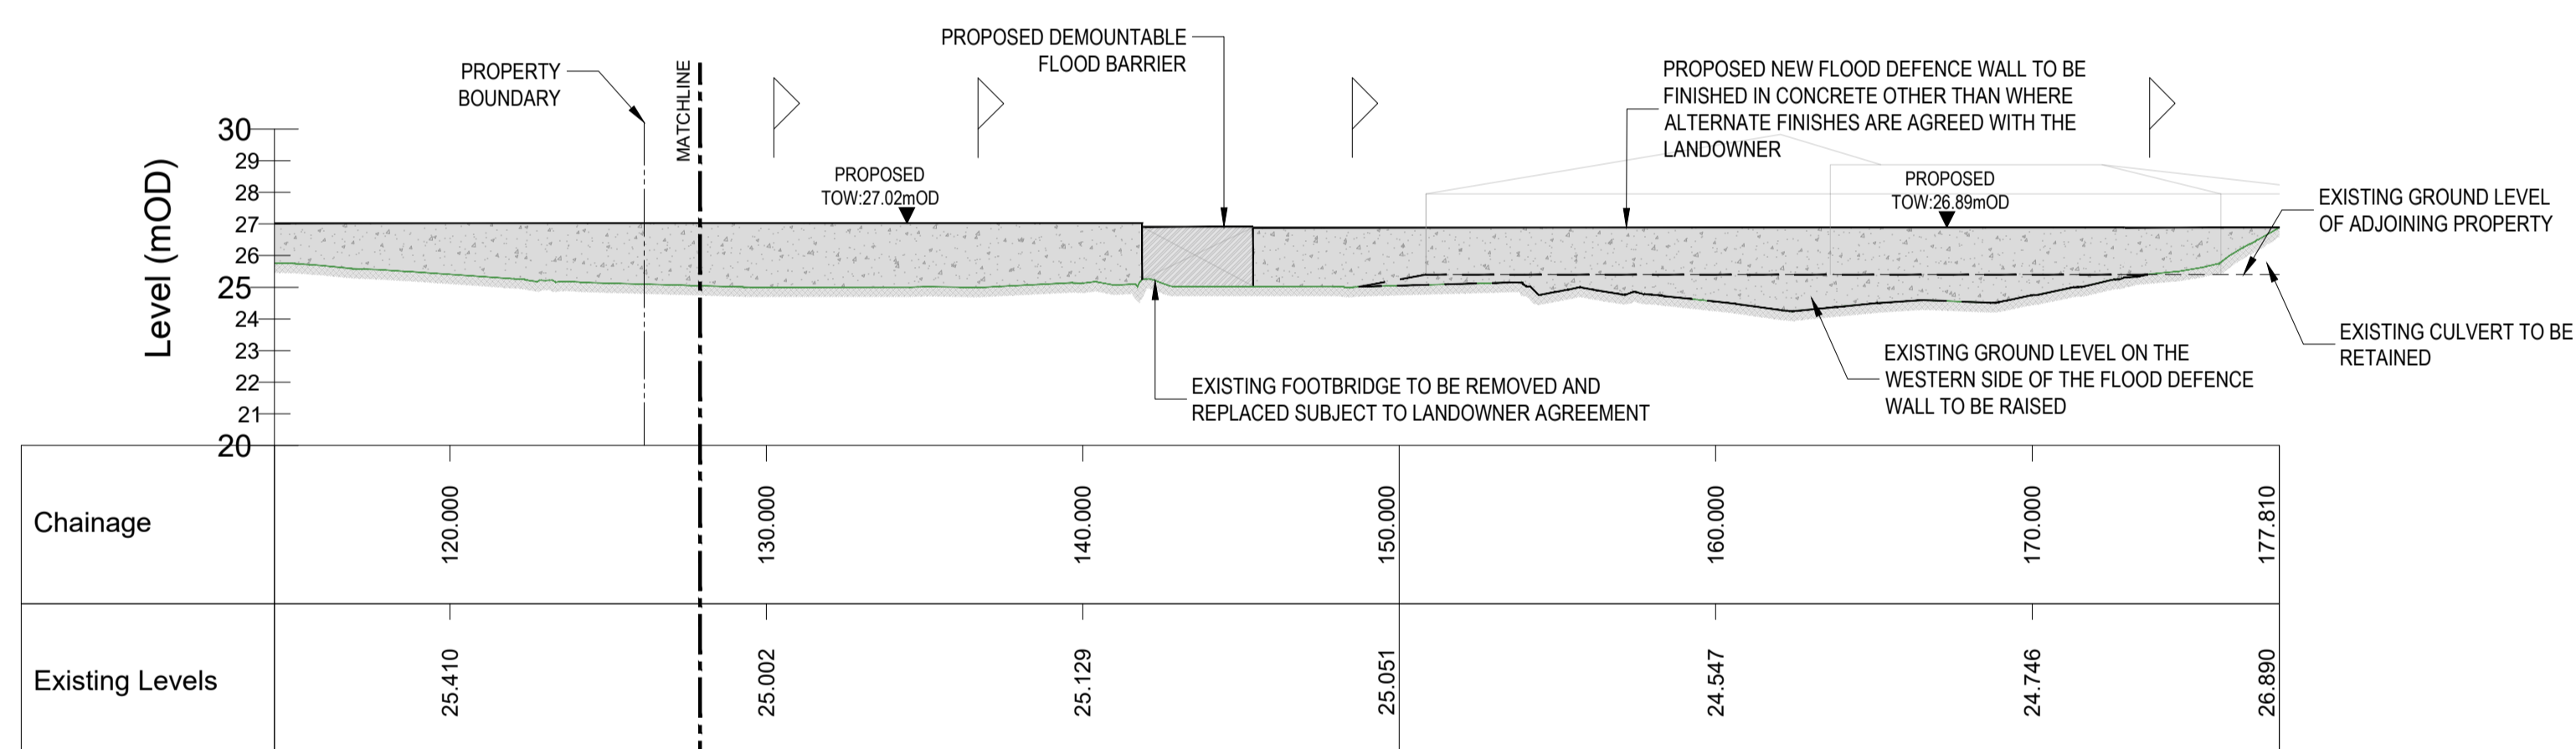 PROPOSED DEMOUNTABLE
FLOOD BARRIER
PROPERTY
BOUNDARY
MATCHLINE
PROPOSED NEW FLOOD DEFENCE WALL TO BE
FINISHED IN CONCRETE OTHER THAN WHERE
ALTERNATE FINISHES ARE AGREED WITH THE
LANDOWNER
PROPOSED
TOW:27.02mOD
PROPOSED
TOW:26.89mOD
EXISTING GROUND LEVEL
OF ADJOINING PROPERTY
EXISTING CULVERT TO BE
RETAINED
EXISTING GROUND LEVEL ON THE
WESTERN SIDE OF THE FLOOD DEFENCE
WALL TO BE RAISED
EXISTING FOOTBRIDGE TO BE REMOVED AND
REPLACED SUBJECT TO LANDOWNER AGREEMENT
Level (mOD)
30
29
28
27
26
25
24
23
22
21
20
Chainage
120.000
130.000
140.000
150.000
160.000
170.000
177.810
Existing Levels
25.410
25.002
25.129
25.051
24.547
24.746
26.890